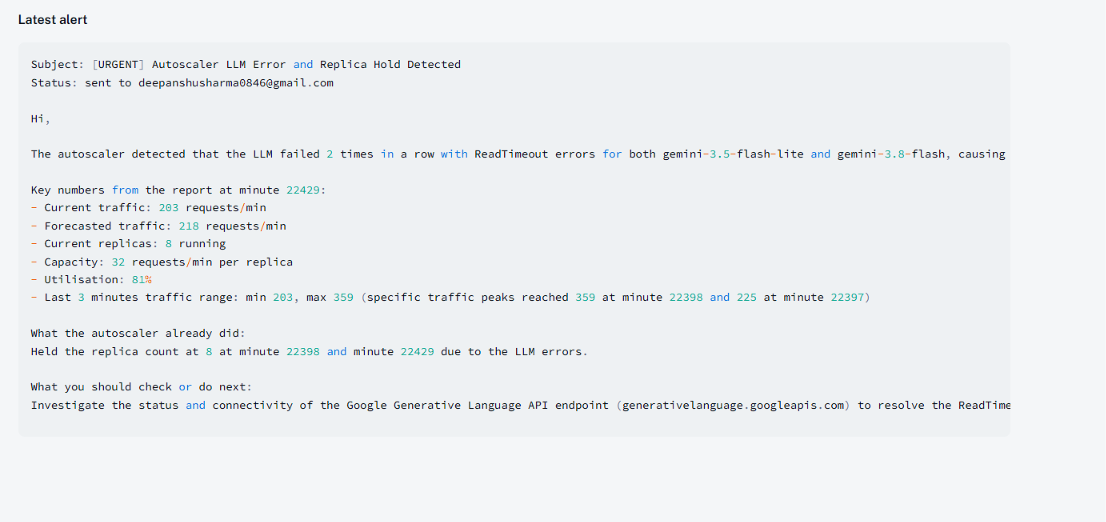 Latest alert
Subject: [URGENT] Autoscaler LLM Error and Replica Hold Detected
Status: sent to deepanshusharma0846@gmail.com
Hi,
The autoscaler detected that the LLM failed 2 times in a row with ReadTimeout errors for both gemini-3.5-flash-lite and gemini-3.8-flash, causing
Key numbers from the report at minute 22429:
- Current traffic: 203 requests/min
- Forecasted traffic: 218 requests/min
- Current replicas: 8 running
- Capacity: 32 requests/min per replica
- Utilisation: 81%
- Last 3 minutes traffic range: min 203, max 359 (specific traffic peaks reached 359 at minute 22398 and 225 at minute 22397)
What the autoscaler already did:
Held the replica count at 8 at minute 22398 and minute 22429 due to the LLM errors.
What you should check or do next:
Investigate the status and connectivity of the Google Generative Language API endpoint (generativelanguage.googleapis.com) to resolve the ReadTime